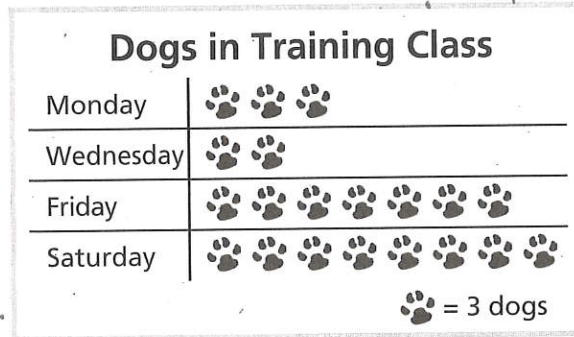 Dogs in Training Class
Monday
Wednesday
Friday
Saturday
= 3 dogs